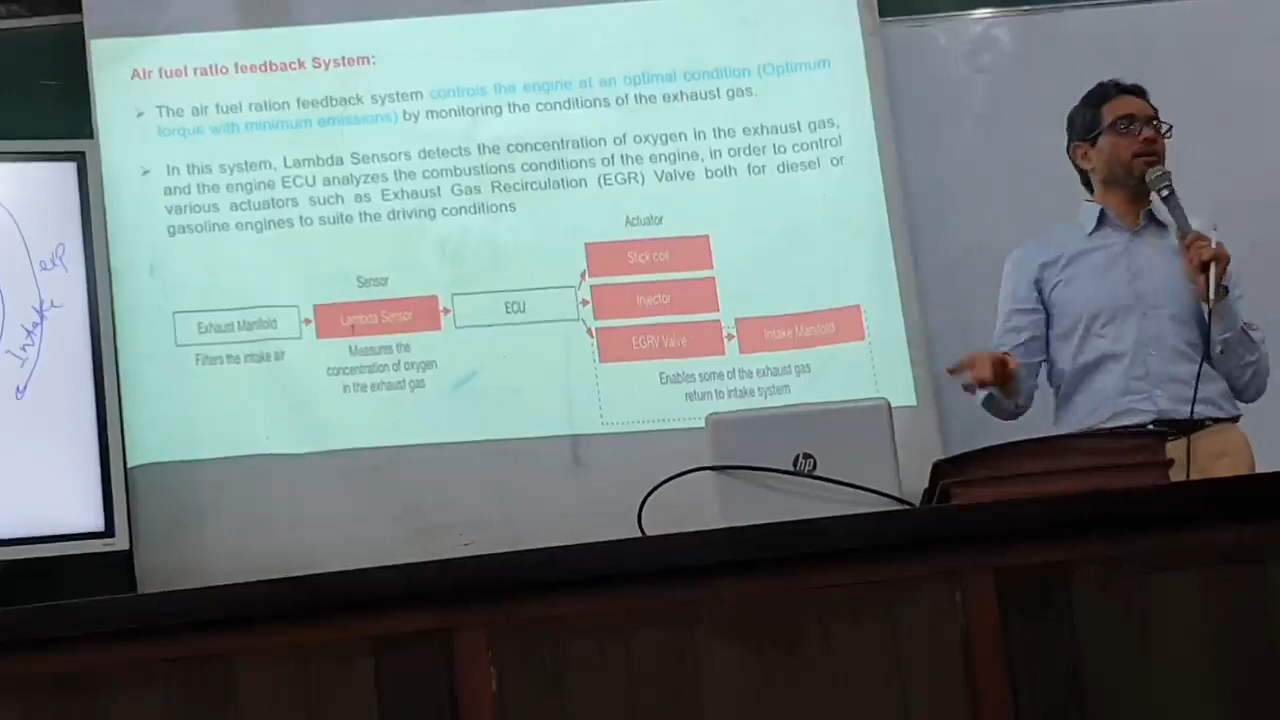 Air fuel ratio feedback System:
➢ The air fuel ration feedback system controls the engine at an optimal condition (Optimum
torque with minimum emissions) by monitoring the conditions of the exhaust gas.
➢ In this system, Lambda Sensors detects the concentration of oxygen in the exhaust gas,
and the engine ECU analyzes the combustions conditions of the engine, in order to control
various actuators such as Exhaust Gas Recirculation (EGR) Valve both for diesel or
gasoline engines to suite the driving conditions
Actuator
Stick coil
Sensor
Injector
Exhaust Manifold
Lambda Sensor
ECU
EGRV Valve
Intake Manifold
Filters the intake air
Measures the
concentration of oxygen
in the exhaust gas
Enables some of the exhaust gas
return to intake system
exp
Intake
hp